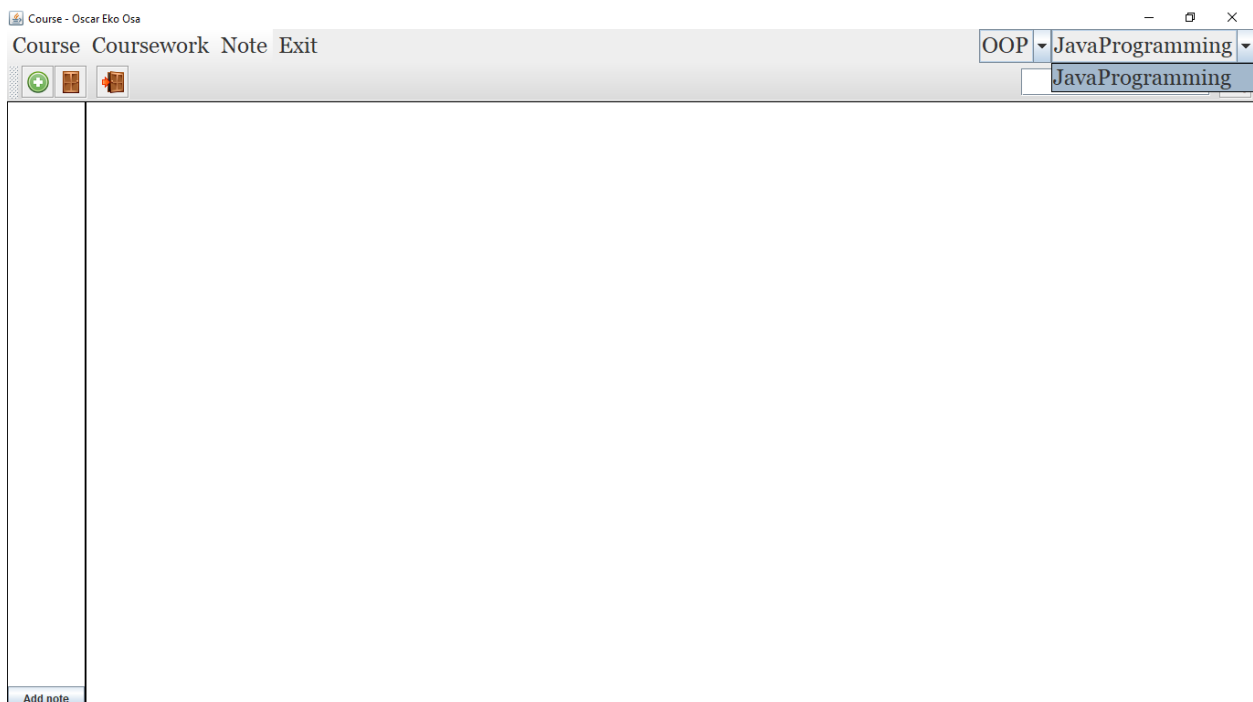 Course - Oscar Eko Osa
Course Coursework Note Exit OOP JavaProgramming
JavaProgramming
Add note